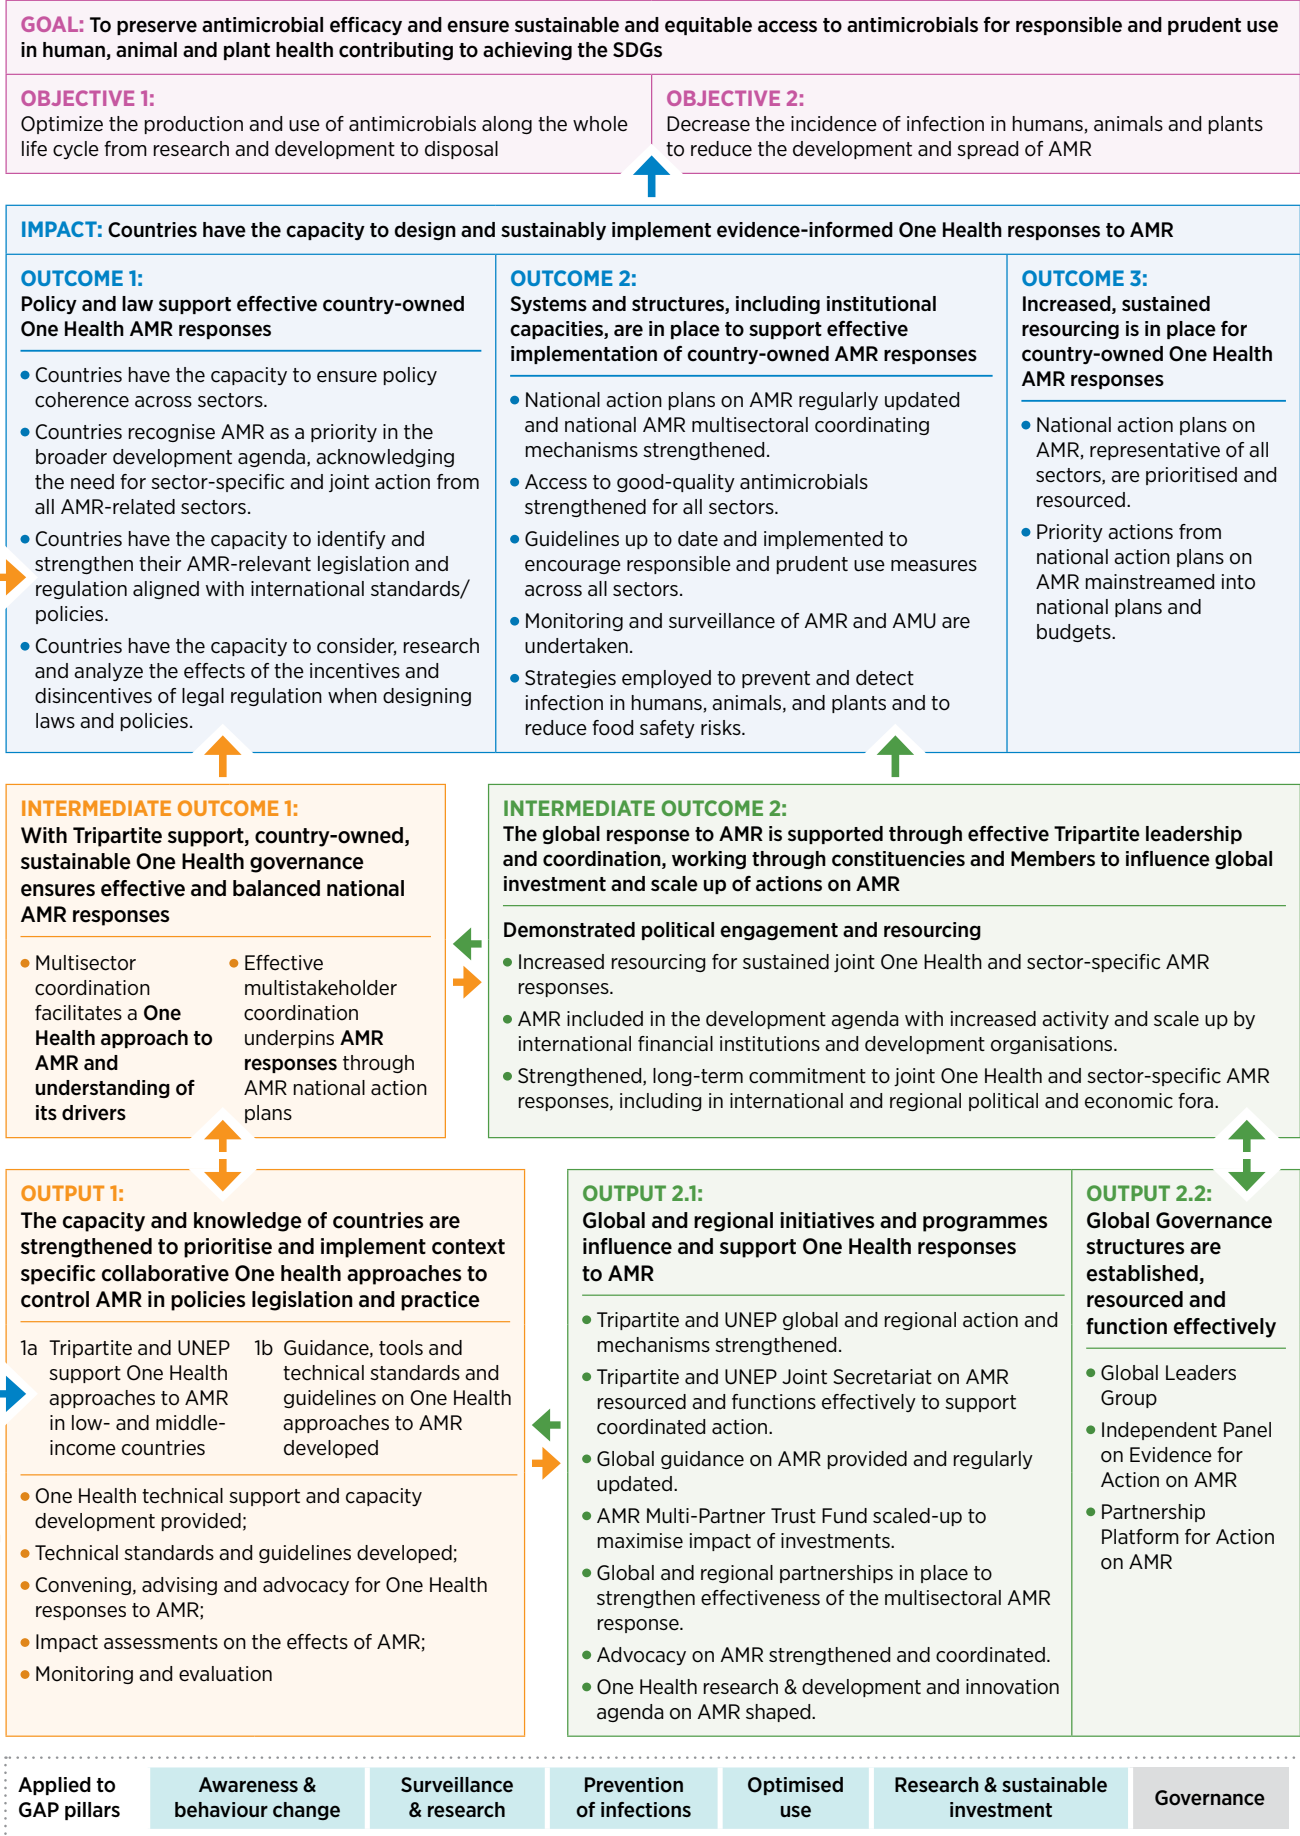 GOAL: To preserve antimicrobial efficacy and ensure sustainable and equitable access to antimicrobials for responsible and prudent use
in human, animal and plant health contributing to achieving the SDGs
OBJECTIVE 1:
Optimize the production and use of antimicrobials along the whole
life cycle from research and development to disposal
OBJECTIVE 2:
Decrease the incidence of infection in humans, animals and plants
to reduce the development and spread of AMR
IMPACT: Countries have the capacity to design and sustainably implement evidence-informed One Health responses to AMR
OUTCOME 1:
Policy and law support effective country-owned
One Health AMR responses
• Countries have the capacity to ensure policy
coherence across sectors.
• Countries recognise AMR as a priority in the
broader development agenda, acknowledging
the need for sector-specific and joint action from
all AMR-related sectors.
• Countries have the capacity to identify and
strengthen their AMR-relevant legislation and
regulation aligned with international standards/
policies.
• Countries have the capacity to consider, research
and analyze the effects of the incentives and
disincentives of legal regulation when designing
laws and policies.
OUTCOME 2:
Systems and structures, including institutional
capacities, are in place to support effective
implementation of country-owned AMR responses
• National action plans on AMR regularly updated
and national AMR multisectoral coordinating
mechanisms strengthened.
• Access to good-quality antimicrobials
strengthened for all sectors.
• Guidelines up to date and implemented to
encourage responsible and prudent use measures
across all sectors.
• Monitoring and surveillance of AMR and AMU are
undertaken.
• Strategies employed to prevent and detect
infection in humans, animals, and plants and to
reduce food safety risks.
OUTCOME 3:
Increased, sustained
resourcing is in place for
country-owned One Health
AMR responses
• National action plans on
AMR, representative of all
sectors, are prioritised and
resourced.
• Priority actions from
national action plans on
AMR mainstreamed into
national plans and
budgets.
INTERMEDIATE OUTCOME 1:
With Tripartite support, country-owned,
sustainable One Health governance
ensures effective and balanced national
AMR responses
• Multisector
coordination
facilitates a One
Health approach to
AMR and
understanding of
its drivers
• Effective
multistakeholder
coordination
underpins AMR
responses through
AMR national action
plans
INTERMEDIATE OUTCOME 2:
The global response to AMR is supported through effective Tripartite leadership
and coordination, working through constituencies and Members to influence global
investment and scale up of actions on AMR
Demonstrated political engagement and resourcing
• Increased resourcing for sustained joint One Health and sector-specific AMR
responses.
• AMR included in the development agenda with increased activity and scale up by
international financial institutions and development organisations.
• Strengthened, long-term commitment to joint One Health and sector-specific AMR
responses, including in international and regional political and economic fora.
OUTPUT 1:
The capacity and knowledge of countries are
strengthened to prioritise and implement context
specific collaborative One health approaches to
control AMR in policies legislation and practice
1a Tripartite and UNEP
support One Health
approaches to AMR
in low- and middle-
income countries
1b Guidance, tools and
technical standards and
guidelines on One Health
approaches to AMR
developed
• One Health technical support and capacity
development provided;
• Technical standards and guidelines developed;
• Convening, advising and advocacy for One Health
responses to AMR;
• Impact assessments on the effects of AMR;
• Monitoring and evaluation
OUTPUT 2.1:
Global and regional initiatives and programmes
influence and support One Health responses
to AMR
• Tripartite and UNEP global and regional action and
mechanisms strengthened.
• Tripartite and UNEP Joint Secretariat on AMR
resourced and functions effectively to support
coordinated action.
• Global guidance on AMR provided and regularly
updated.
• AMR Multi-Partner Trust Fund scaled-up to
maximise impact of investments.
• Global and regional partnerships in place to
strengthen effectiveness of the multisectoral AMR
response.
• Advocacy on AMR strengthened and coordinated.
• One Health research & development and innovation
agenda on AMR shaped.
OUTPUT 2.2:
Global Governance
structures are
established,
resourced and
function effectively
• Global Leaders
Group
• Independent Panel
on Evidence for
Action on AMR
• Partnership
Platform for Action
on AMR
Applied to
GAP pillars
Awareness &
behaviour change
Surveillance
& research
Prevention
of infections
Optimised
use
Research & sustainable
investment
Governance